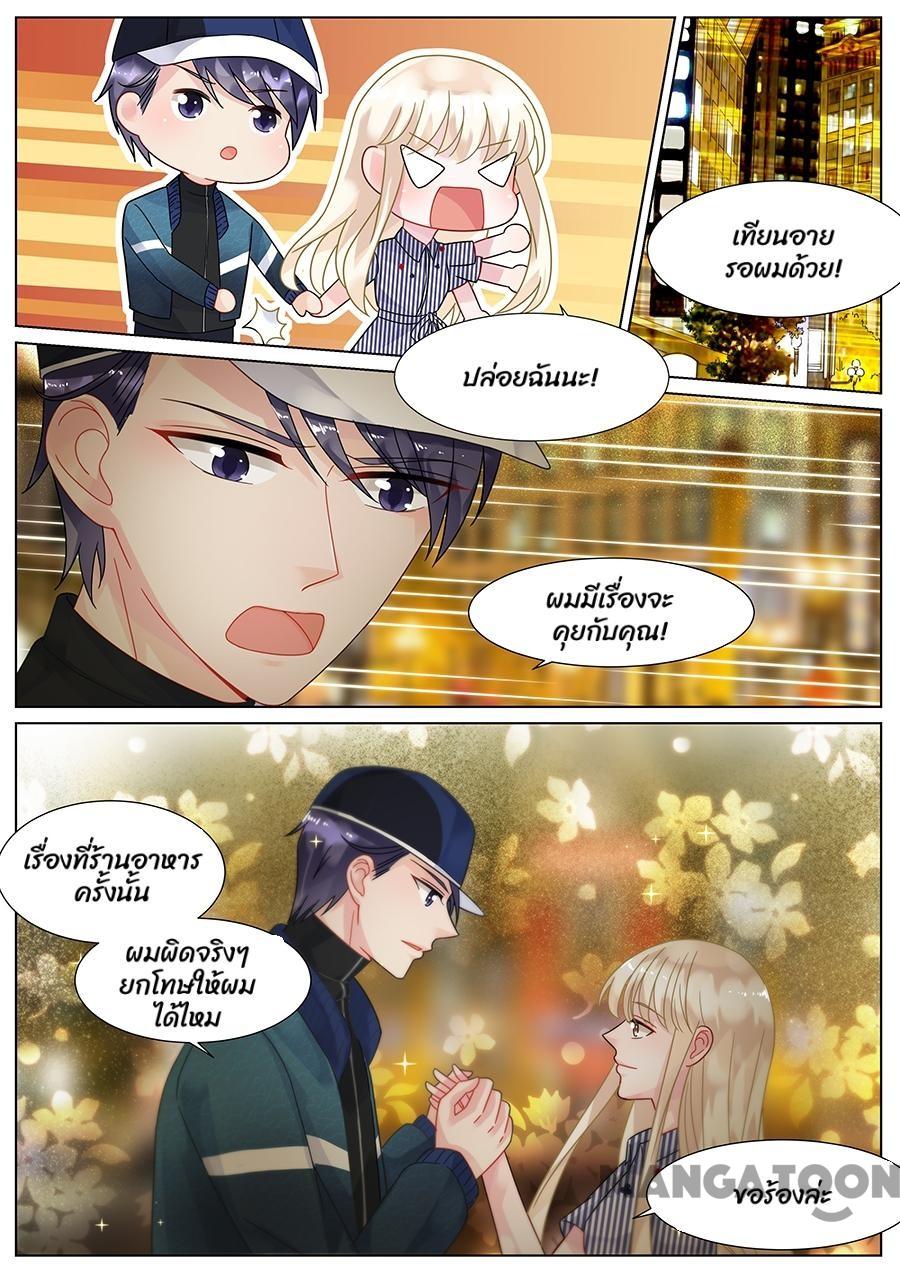 เทียนอาย
รอผมด้วย!
ปล่อยฉันนะ!
ผมมีเรื่องจะ
คุยกับคุณ!
เรื่องที่ร้านอาหาร
ครั้งนั้น
ผมผิดจริงๆ
ยกโทษให้ผม
ได้ไหม
ขอร้องล่ะ
MANGATOON